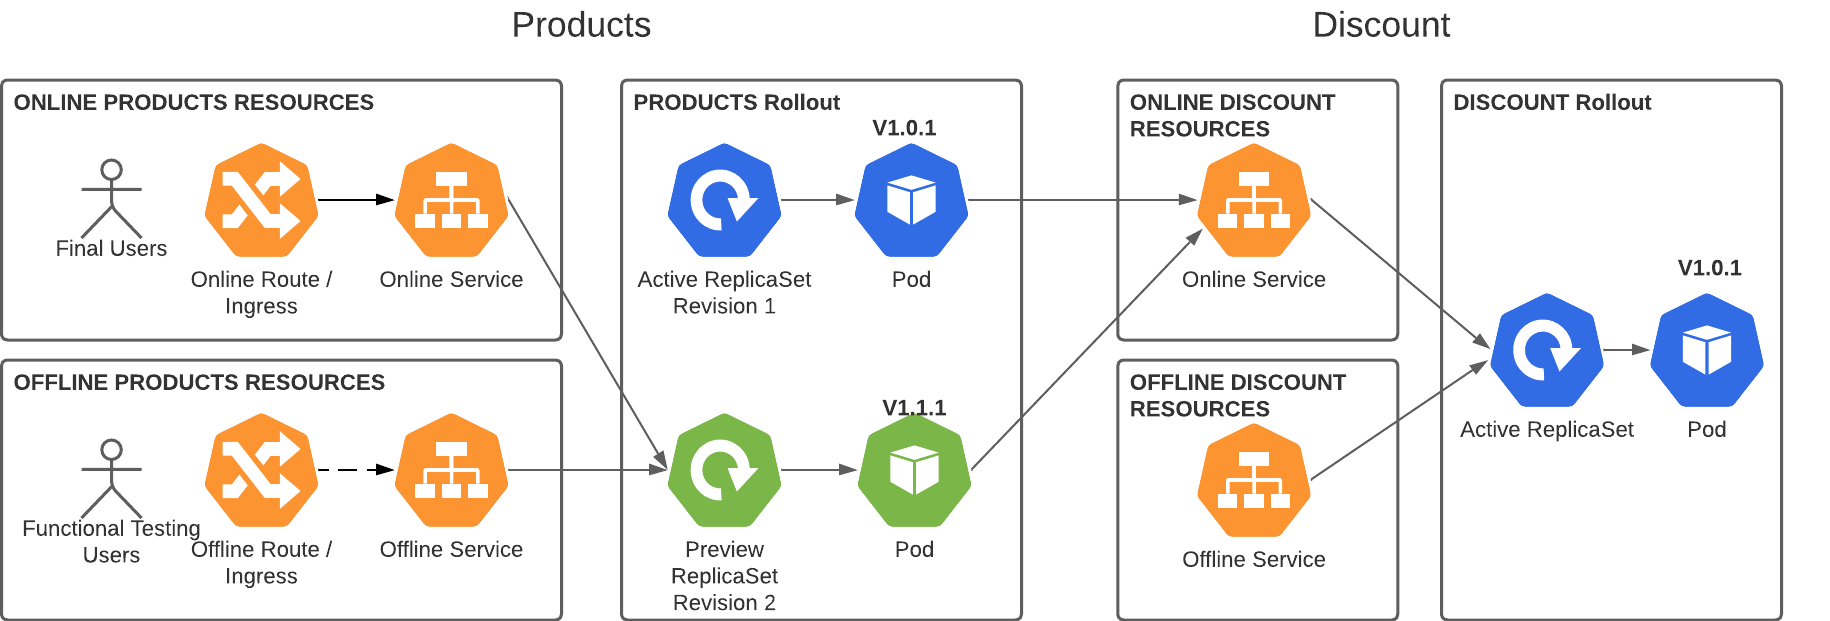 Products
Discount
ONLINE PRODUCTS RESOURCES
Final Users
Online Route /
Ingress
Online Service
OFFLINE PRODUCTS RESOURCES
Functional Testing
Users
Offline Route /
Ingress
Offline Service
PRODUCTS Rollout
V1.0.1
Active ReplicaSet
Revision 1
Pod
V1.1.1
Preview
ReplicaSet
Revision 2
Pod
ONLINE DISCOUNT
RESOURCES
Online Service
OFFLINE DISCOUNT
RESOURCES
Offline Service
DISCOUNT Rollout
V1.0.1
Active ReplicaSet
Pod